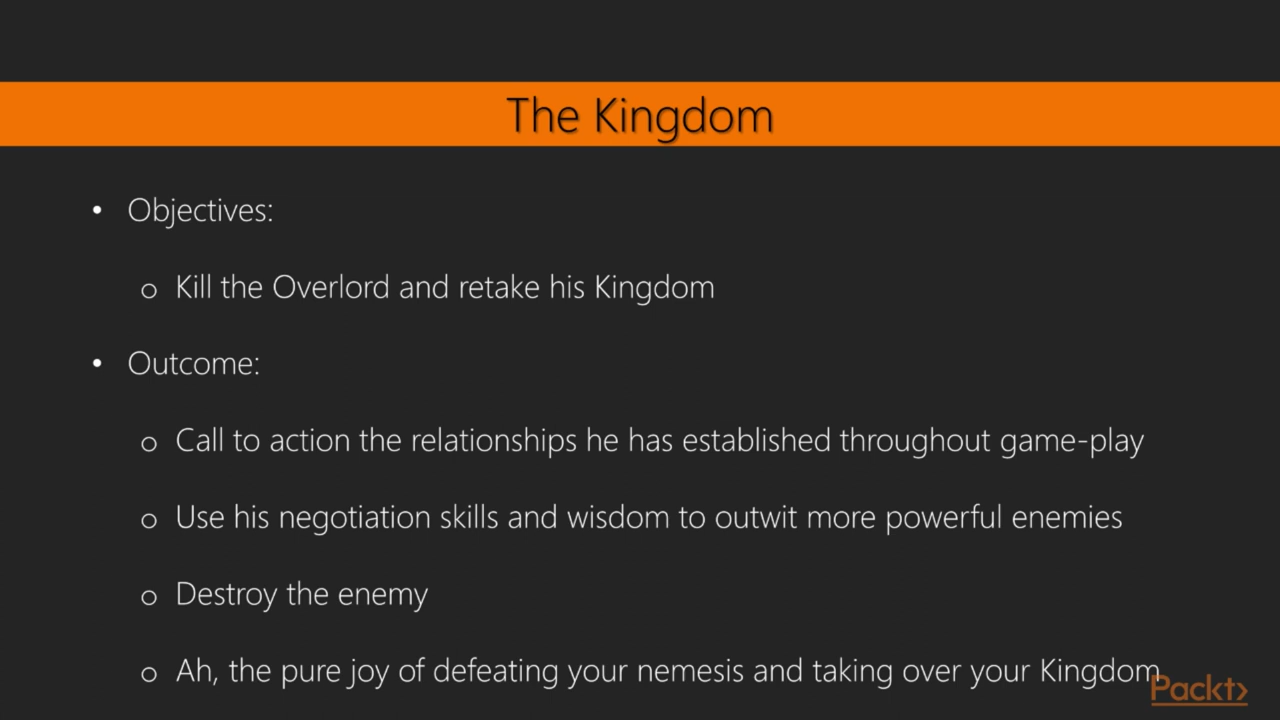 The Kingdom
• Objectives:
o Kill the Overlord and retake his Kingdom
• Outcome:
o Call to action the relationships he has established throughout game-play
o Use his negotiation skills and wisdom to outwit more powerful enemies
o Destroy the enemy
o Ah, the pure joy of defeating your nemesis and taking over your Kingdom.
Packt>